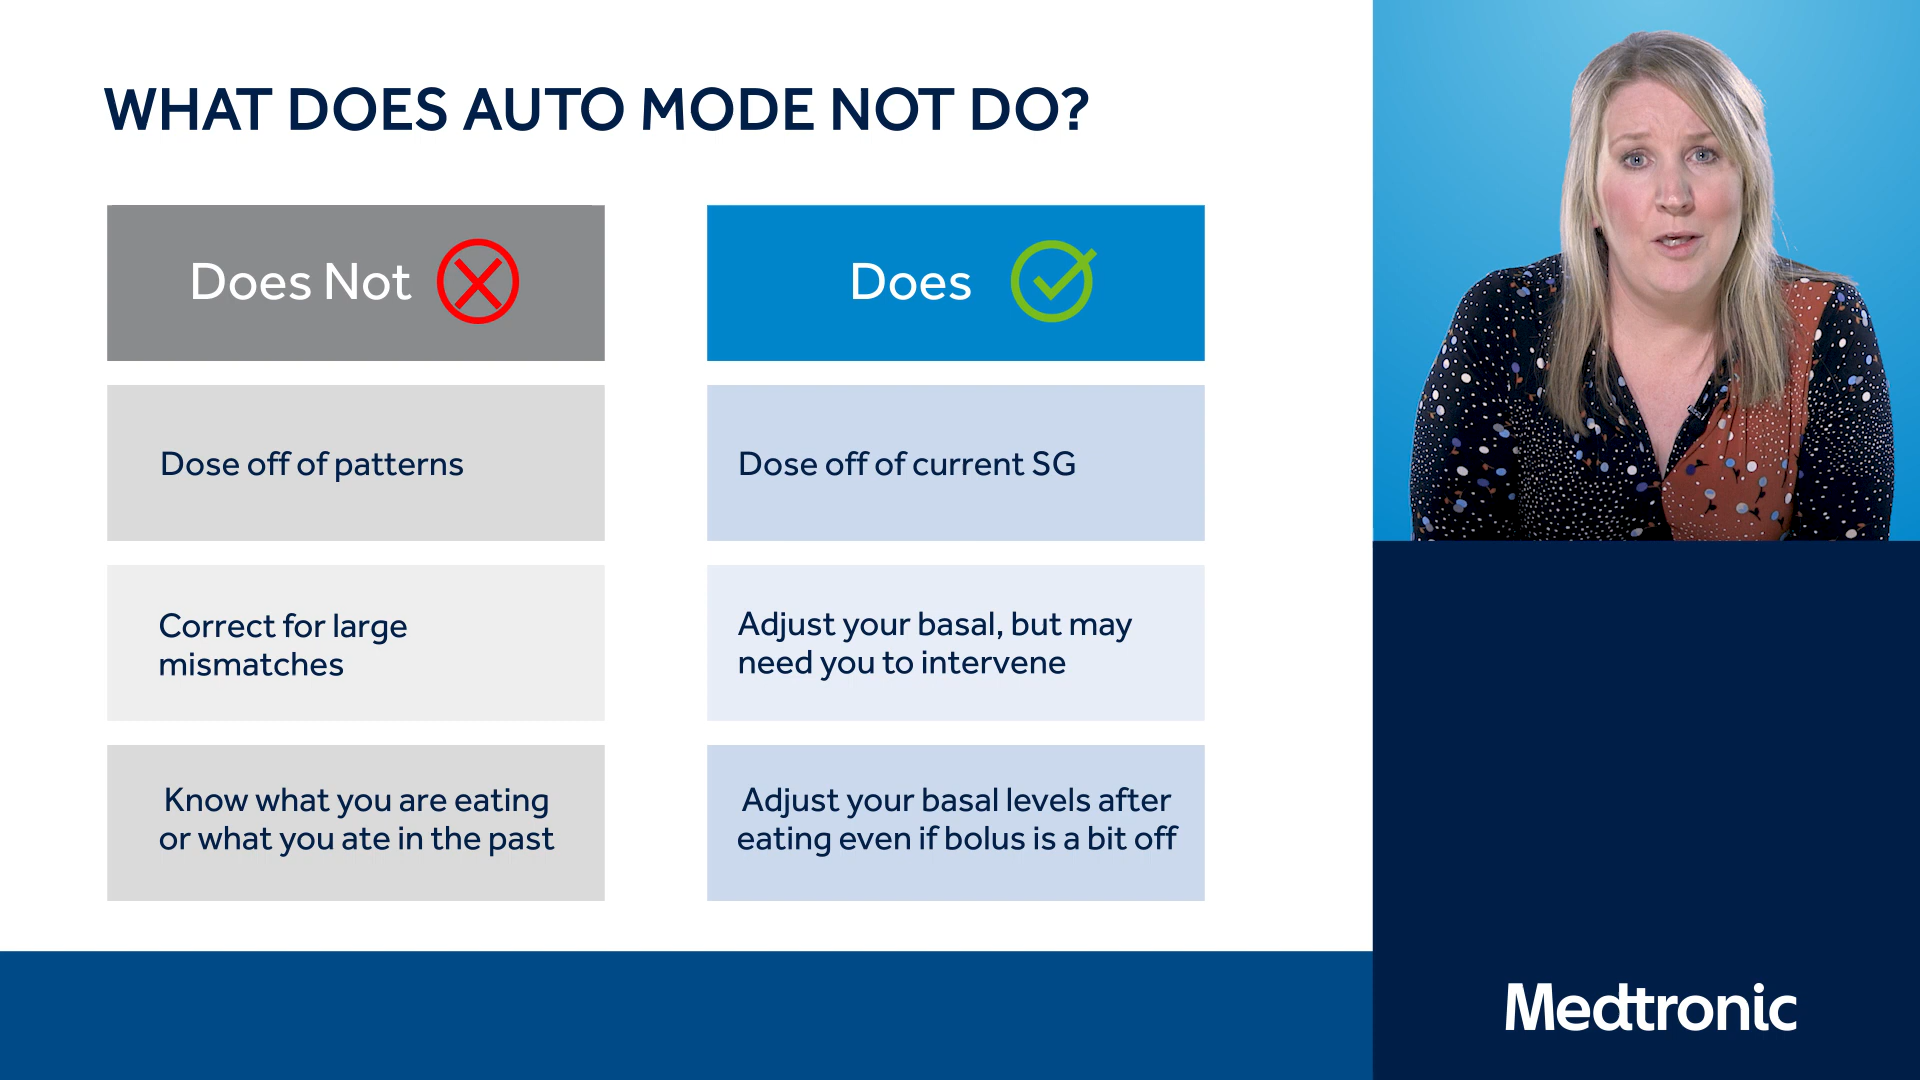 WHAT DOES AUTO MODE NOT DO?
Does Not
Does
Dose off of patterns
Dose off of current SG
Correct for large
mismatches
Adjust your basal, but may
need you to intervene
Know what you are eating
or what you ate in the past
Adjust your basal levels after
eating even if bolus is a bit off
Medtronic